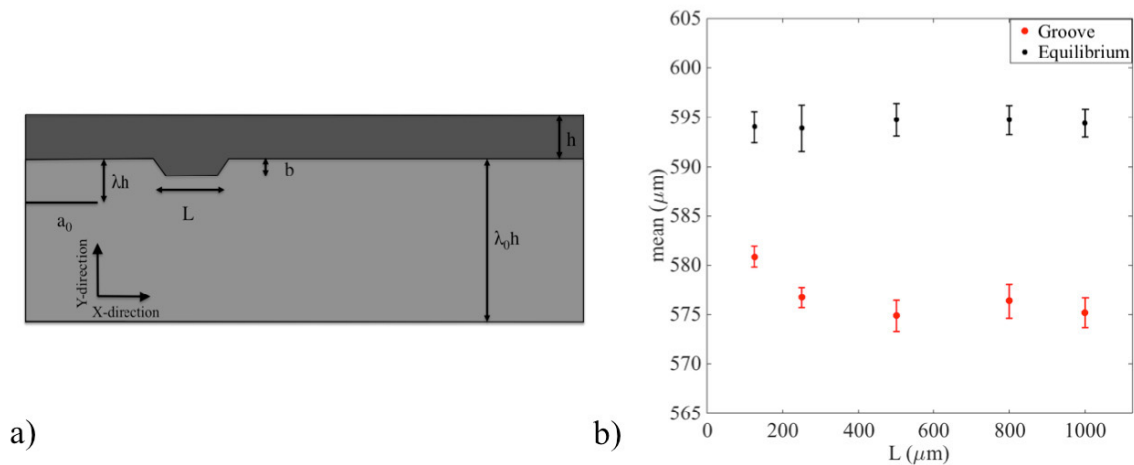 h
λh
b
L
a₀
λ₀h
Y-direction
X-direction
a)
605
600
595
590
585
580
575
570
565
mean (μm)
0
200
400
600
800
1000
L (μm)
Groove
Equilibrium
b)